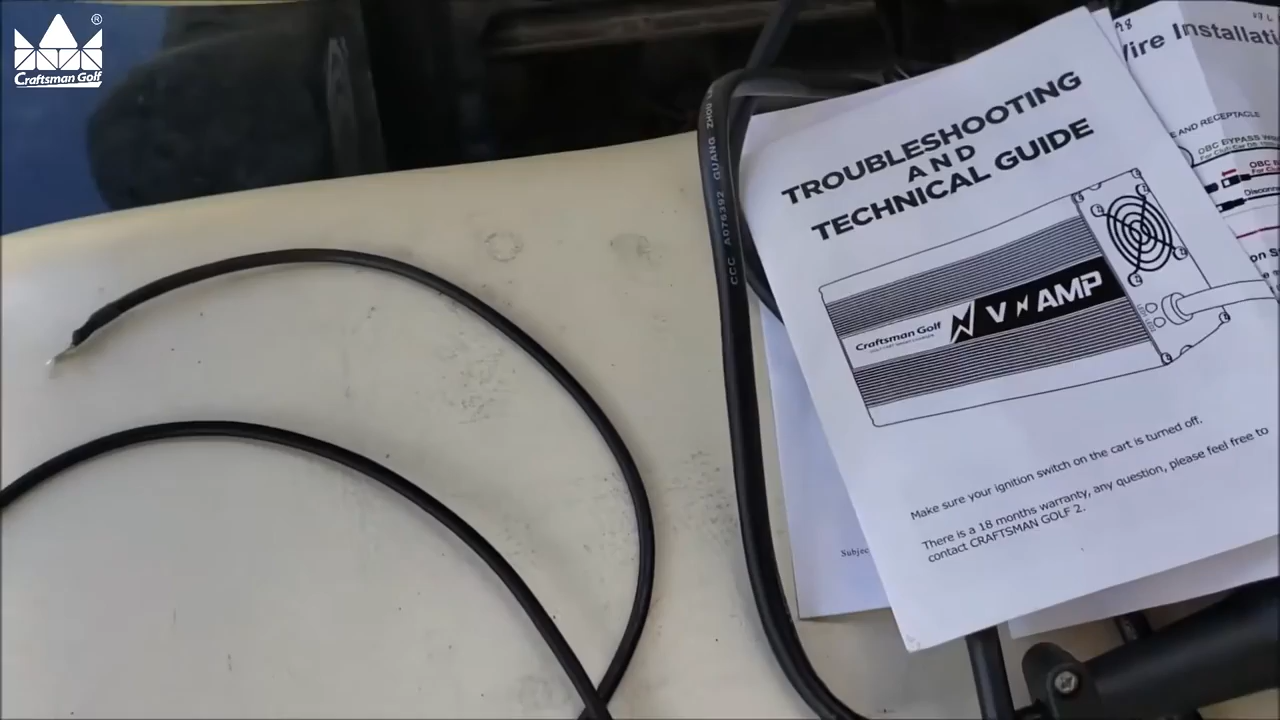 Craftsman Golf
®
TROUBLESHOOTING
AND
TECHNICAL GUIDE
Craftsman Golf
V AMP
Make sure your ignition switch on the cart is turned off.
There is a 18 months warranty, any question, please feel free to
contact CRAFTSMAN GOLF 2.
CCC A076392 GUANG ZHOU
Wire Installati
E AND RECEPTACLE
OBC BYPASS
OBC
Disconn
Subjec